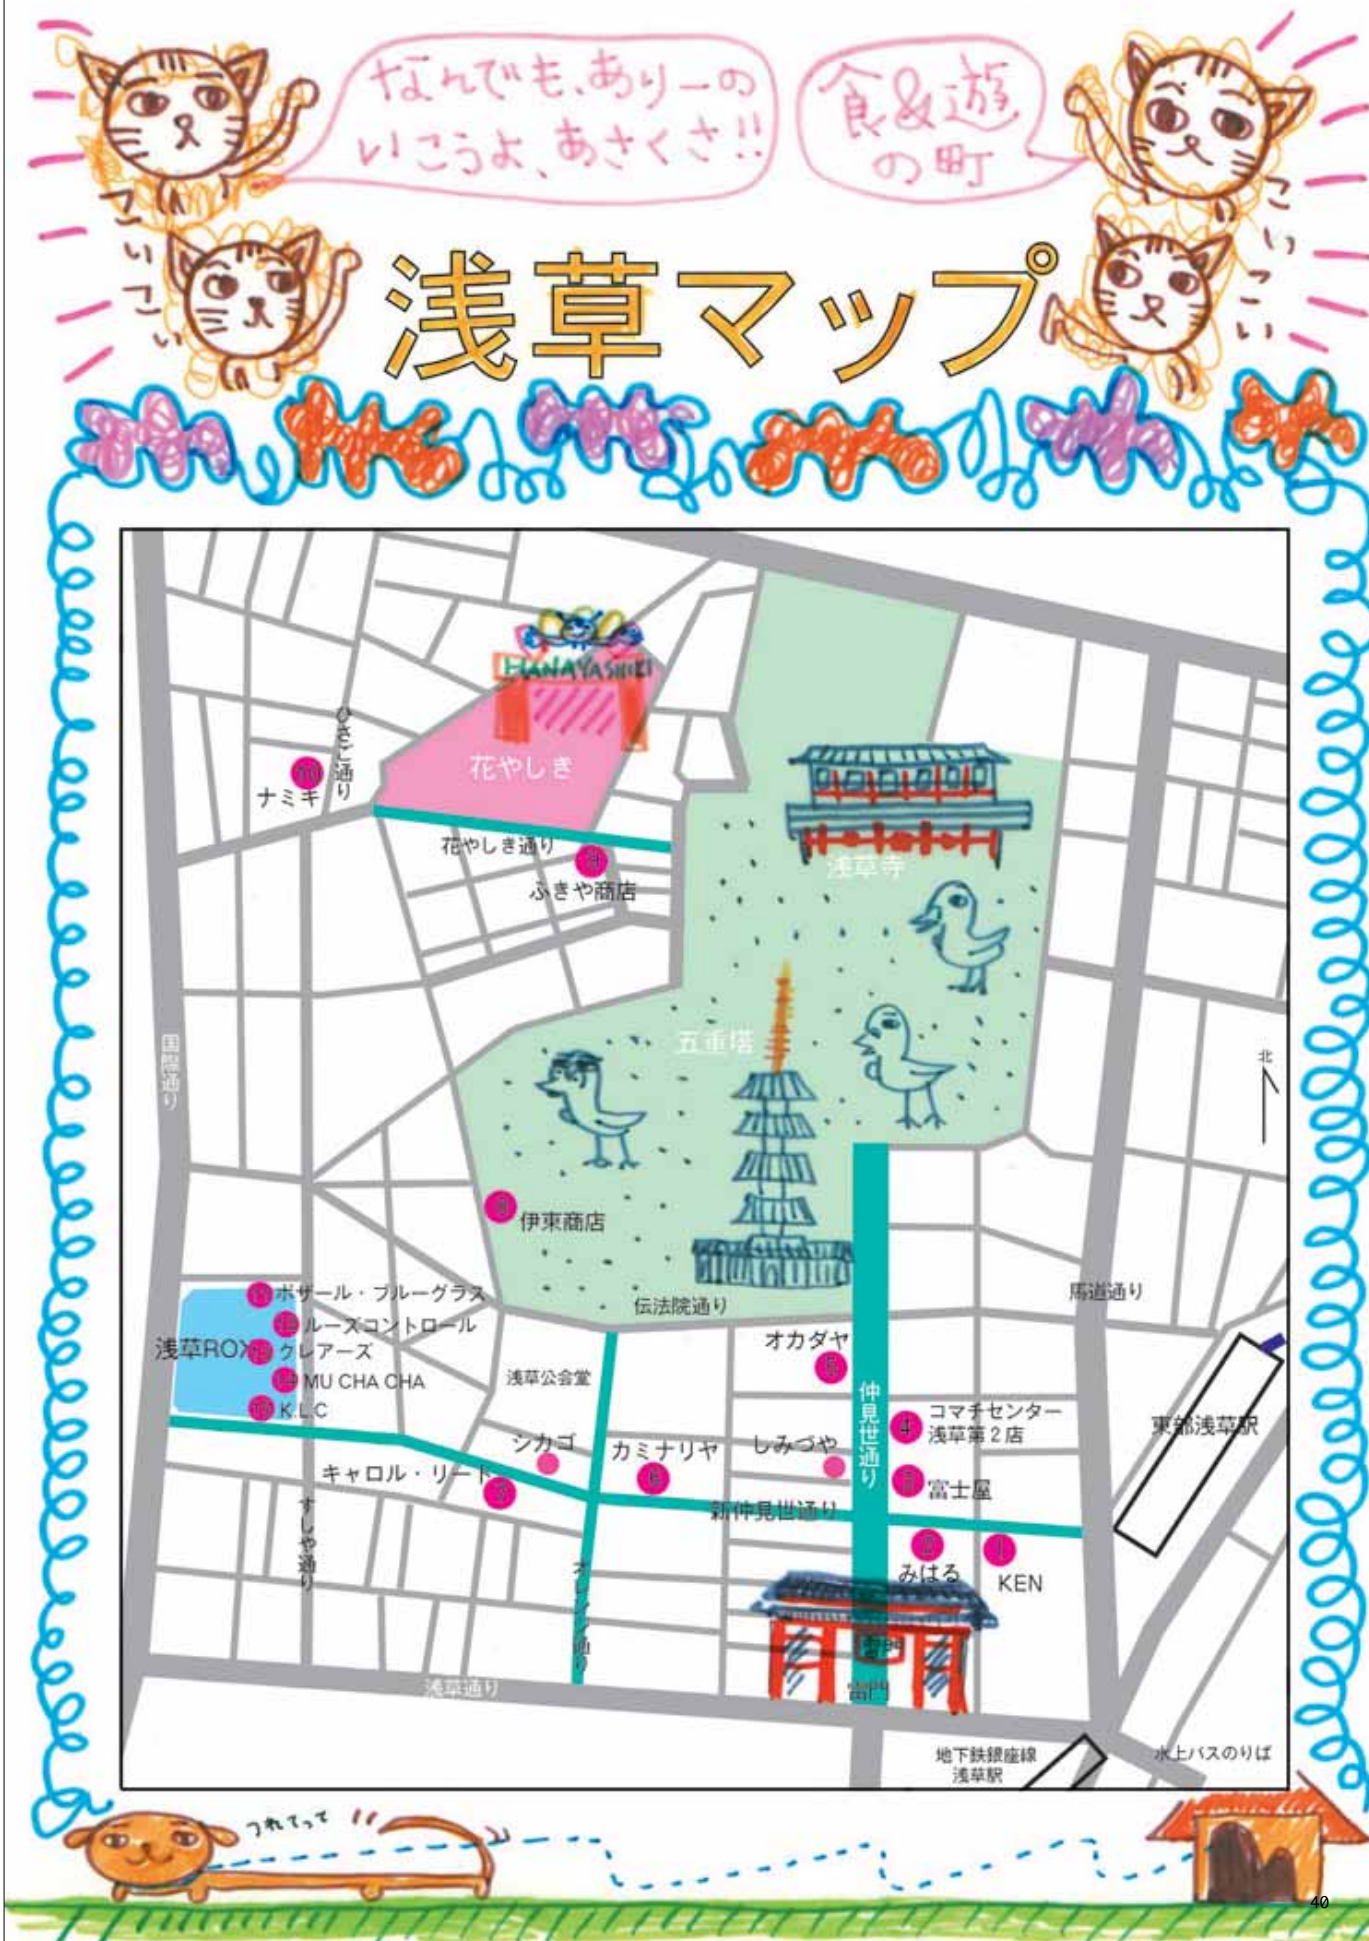 なんでも、ありーの
いこうよ、あさくさ!!
食&遊
の町
こいこい
こいこい
浅草マップ
HANAYASHIKI
花やしき
ひさご通り
10
ナミキ
花やしき通り
9
ふきや商店
浅草寺
五重塔
国際通り
北
伊東商店
伝法院通り
馬道通り
ボザール・ブルーグラス
ルーズコントロール
浅草ROX
クレアーズ
MU CHA CHA
K.L.C
浅草公会堂
オカダヤ
5
仲見世通り
4
コマチセンター
浅草第2店
東部浅草駅
シカゴ
カミナリヤ
6
しみづや
キャロル・リード
3
富士屋
新仲見世通り
すしや通り
オレンジ通り
2
みはる
1
KEN
雷門
雷門
浅草通り
地下鉄銀座線
浅草駅
水上バスのりば
つれてって
40